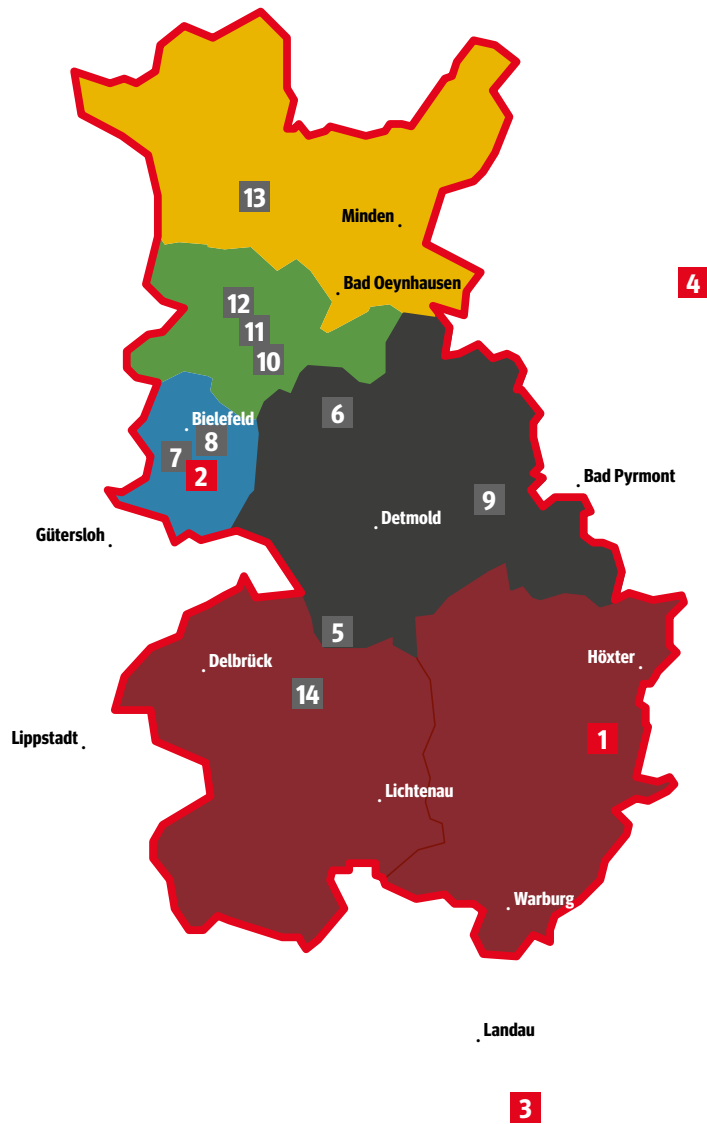 13
Minden
Bad Oeynhausen
4
12
11
10
6
Bielefeld
8
7
2
Bad Pyrmont
9
Detmold
Gütersloh
5
Höxter
Delbrück
14
Lippstadt
1
Lichtenau
Warburg
Landau
3